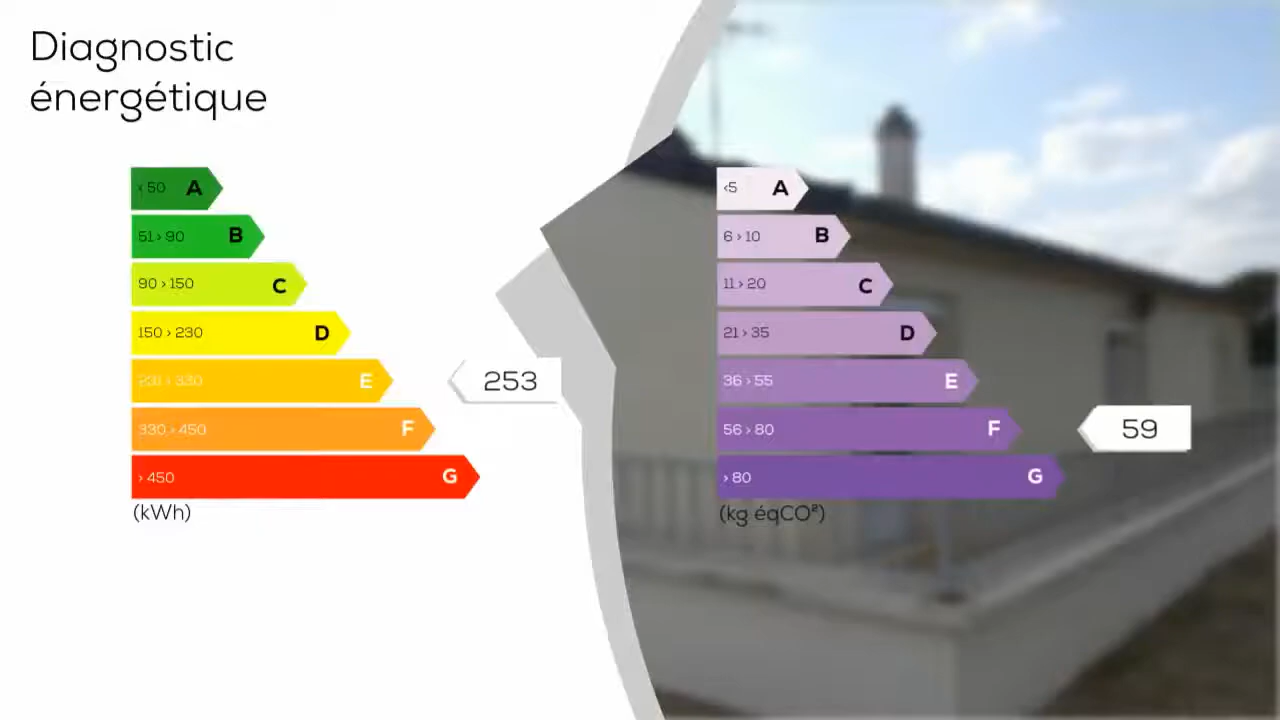 Diagnostic
énergétique
< 50 A
51 > 90 B
90 > 150 C
150 > 230 D
231 > 330 E
330 > 450 F
> 450 G
(kWh)
253
<5 A
6 > 10 B
11 > 20 C
21 > 35 D
36 > 55 E
56 > 80 F
> 80 G
(kg éqCO²)
59